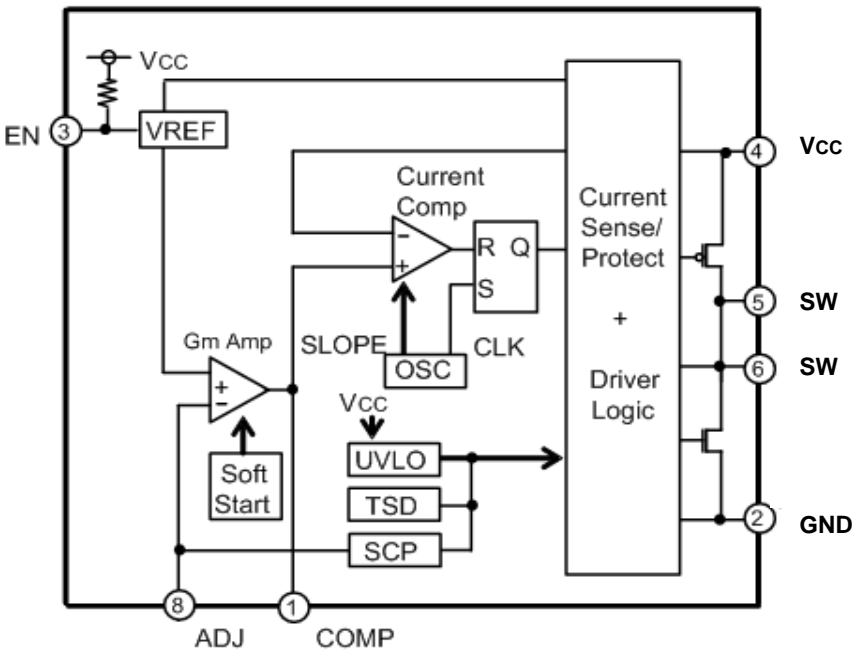 VCC
EN
3
VREF
Current
Comp
−
+
R Q
S
Current
Sense/
Protect
+
Driver
Logic
4
VCC
5
SW
6
SW
2
GND
Gm Amp
+
−
SLOPE
OSC
CLK
VCC
UVLO
TSD
SCP
Soft
Start
8
ADJ
1
COMP